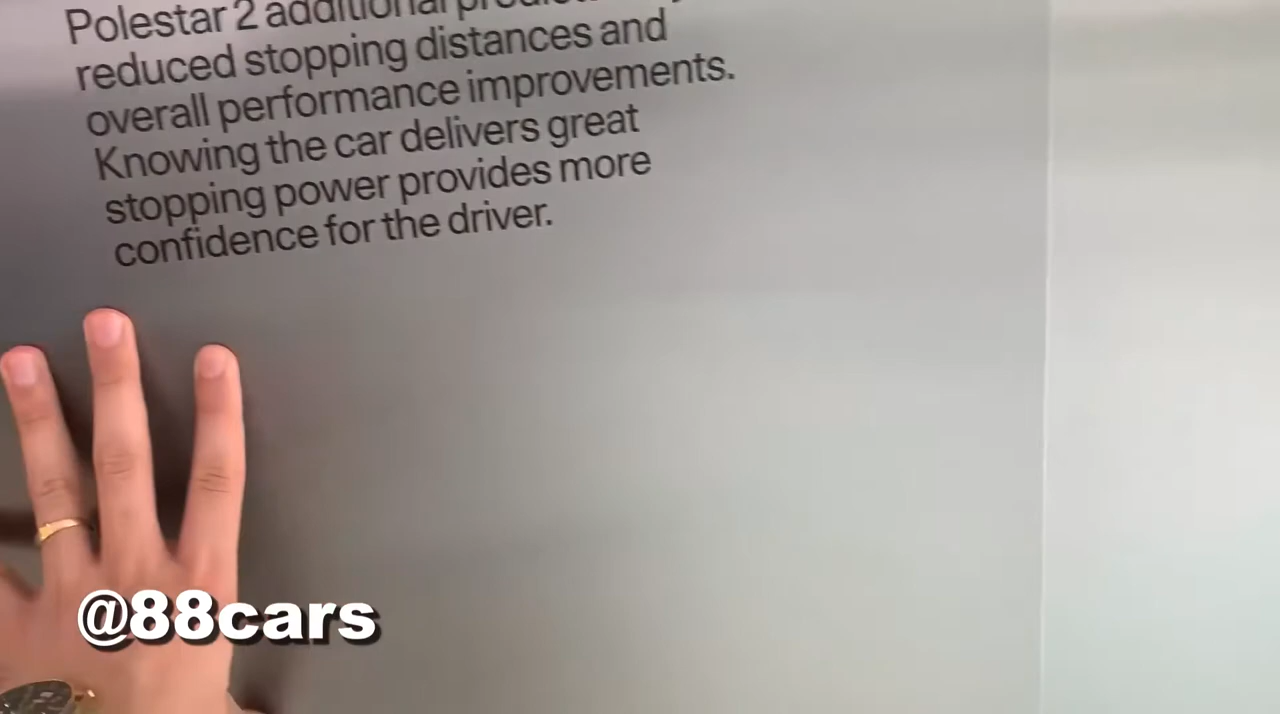 Polestar 2 additional
reduced stopping distances and
overall performance improvements.
Knowing the car delivers great
stopping power provides more
confidence for the driver.
@88cars